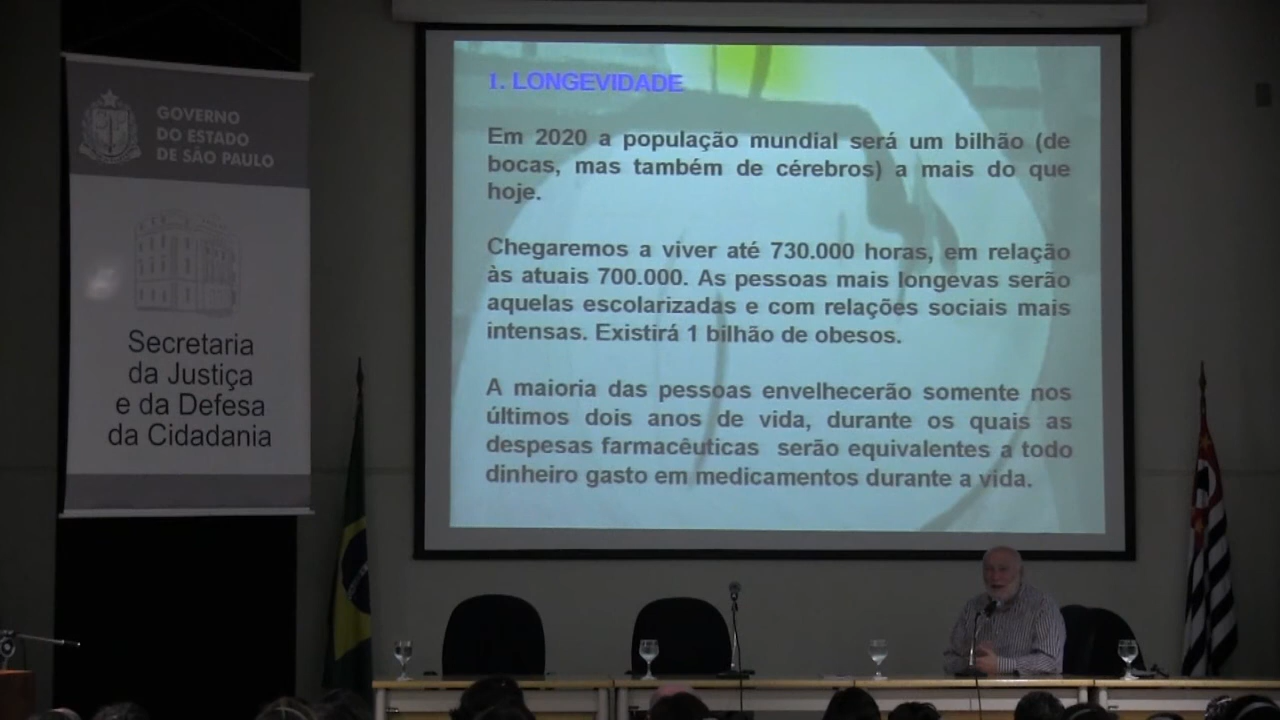 GOVERNO
DO ESTADO
DE SÃO PAULO
Secretaria
da Justiça
e da Defesa
da Cidadania
1. LONGEVIDADE
Em 2020 a população mundial será um bilhão (de
bocas, mas também de cérebros) a mais do que
hoje.
Chegaremos a viver até 730.000 horas, em relação
às atuais 700.000. As pessoas mais longevas serão
aquelas escolarizadas e com relações sociais mais
intensas. Existirá 1 bilhão de obesos.
A maioria das pessoas envelhecerão somente nos
últimos dois anos de vida, durante os quais as
despesas farmacêuticas serão equivalentes a todo
dinheiro gasto em medicamentos durante a vida.